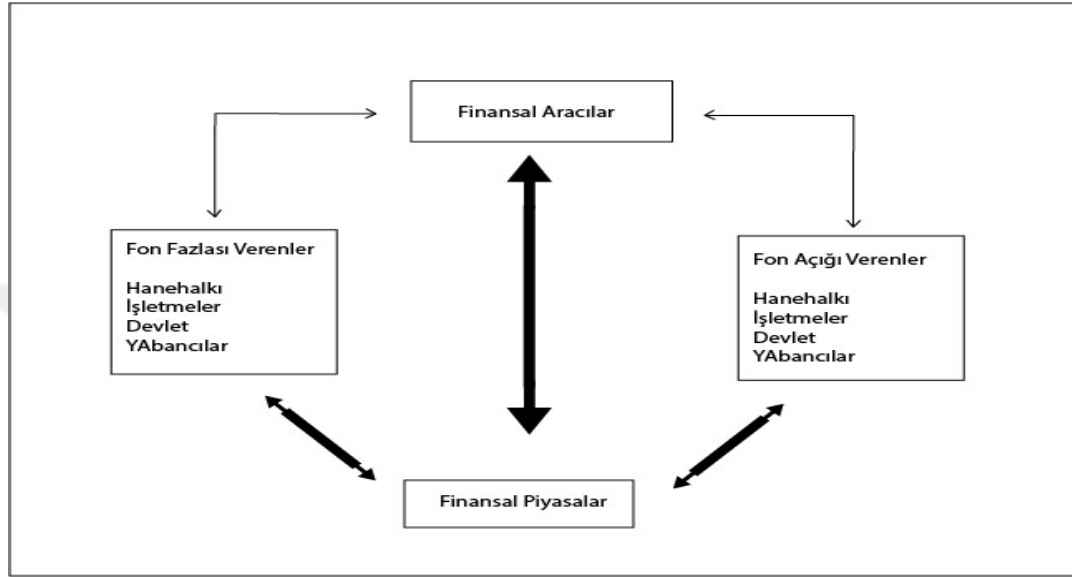 Finansal Aracılar
Fon Fazlası Verenler
Hanehalkı
İşletmeler
Devlet
YAbancılar
Fon Açığı Verenler
Hanehalkı
İşletmeler
Devlet
YAbancılar
Finansal Piyasalar